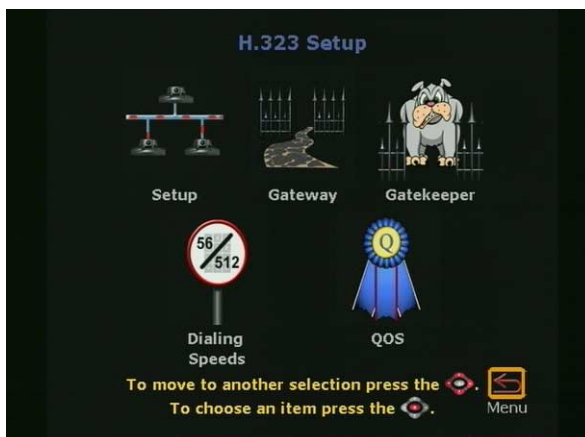 H.323 Setup
Setup
Gateway
Gatekeeper
56
512
Q
Dialing
Speeds
QOS
To move to another selection press the .
To choose an item press the .
Menu